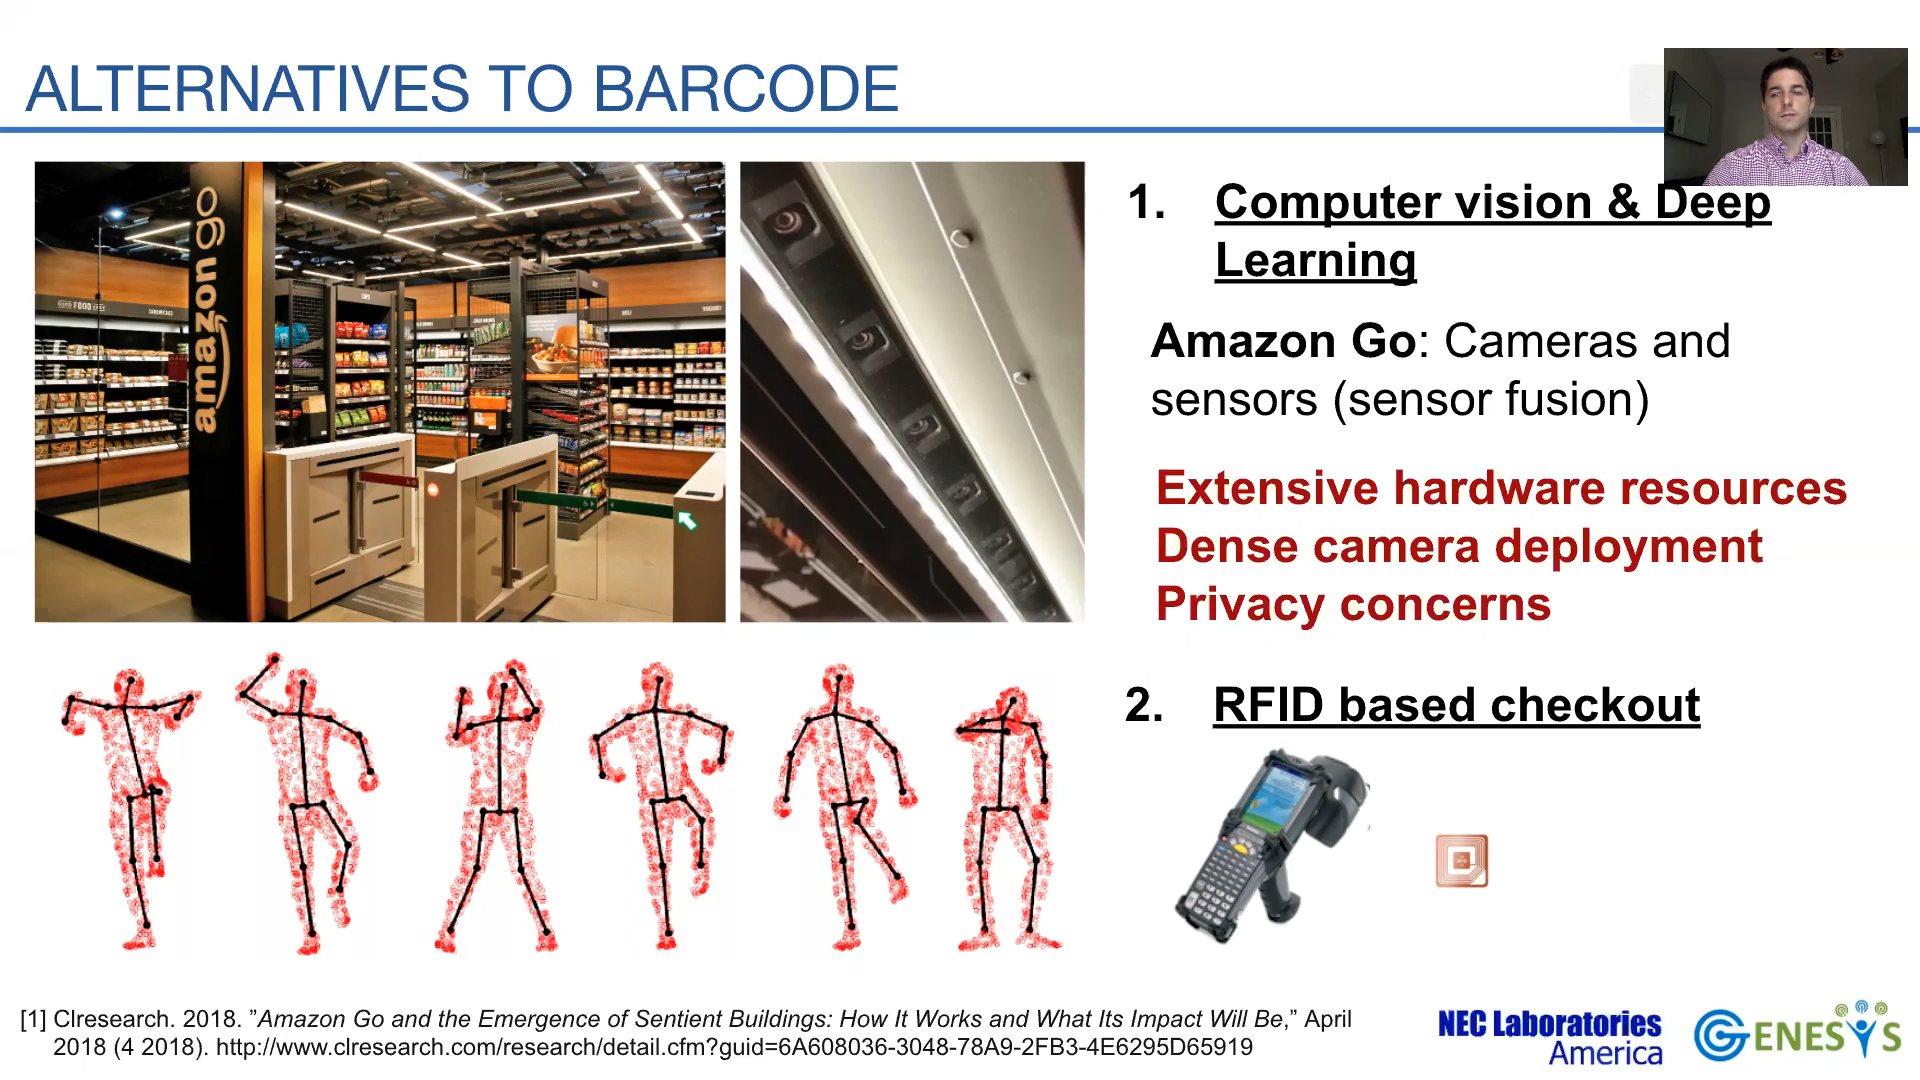 ALTERNATIVES TO BARCODE
amazon go
FOOD
1. Computer vision & Deep
Learning
Amazon Go: Cameras and
sensors (sensor fusion)
Extensive hardware resources
Dense camera deployment
Privacy concerns
2. RFID based checkout
[1] Clresearch. 2018. ”Amazon Go and the Emergence of Sentient Buildings: How It Works and What Its Impact Will Be,” April
2018 (4 2018). http://www.clresearch.com/research/detail.cfm?guid=6A608036-3048-78A9-2FB3-4E6295D65919
NEC Laboratories
America
GENESYS